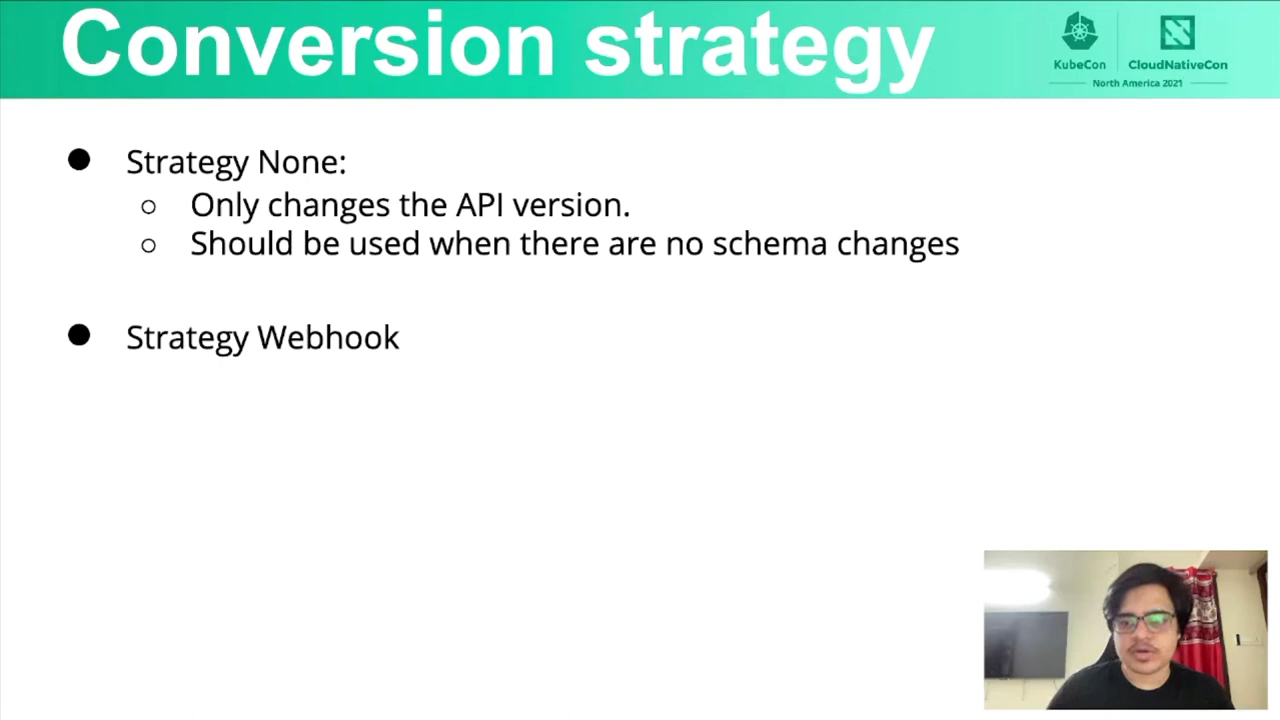 Conversion strategy
KubeCon
CloudNativeCon
North America 2021
● Strategy None:
○ Only changes the API version.
○ Should be used when there are no schema changes
● Strategy Webhook